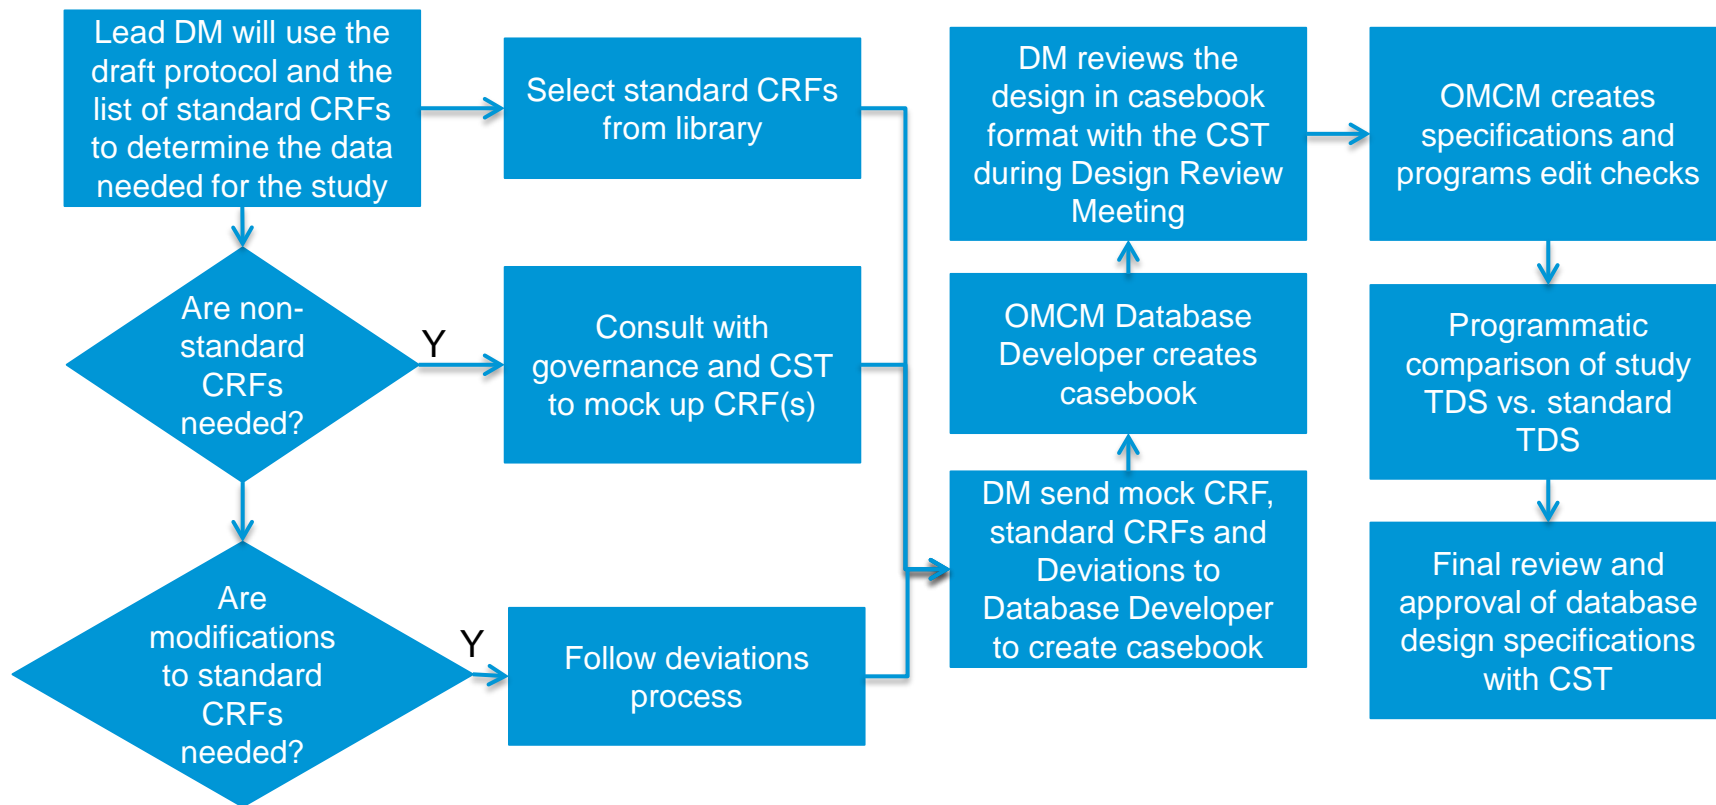 Lead DM will use the
draft protocol and the
list of standard CRFs
to determine the data
needed for the study
Select standard CRFs
from library
Are non-
standard
CRFs
needed?
Y
Consult with
governance and CST
to mock up CRF(s)
Are
modifications
to standard
CRFs
needed?
Y
Follow deviations
process
DM send mock CRF,
standard CRFs and
Deviations to
Database Developer
to create casebook
OMCM Database
Developer creates
casebook
DM reviews the
design in casebook
format with the CST
during Design Review
Meeting
OMCM creates
specifications and
programs edit checks
Programmatic
comparison of study
TDS vs. standard
TDS
Final review and
approval of database
design specifications
with CST